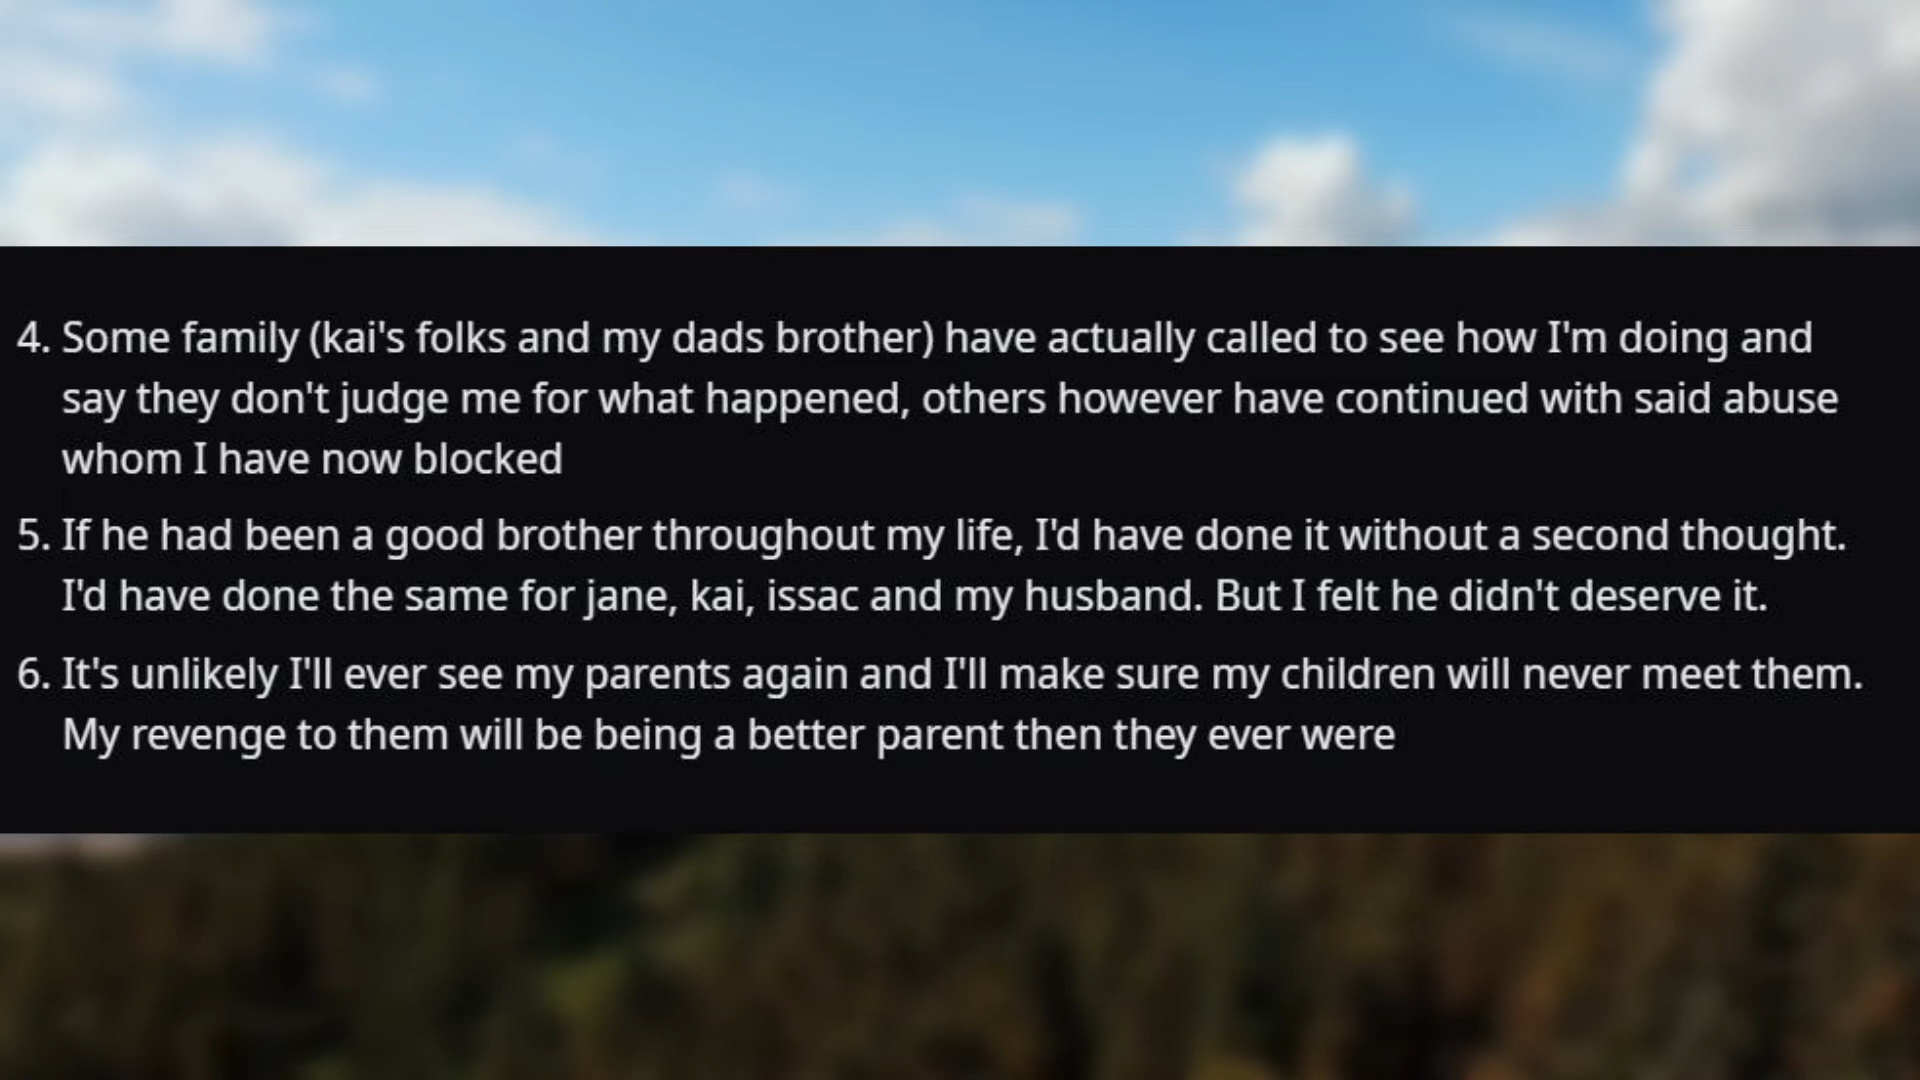 4. Some family (kai's folks and my dads brother) have actually called to see how I'm doing and
say they don't judge me for what happened, others however have continued with said abuse
whom I have now blocked
5. If he had been a good brother throughout my life, I'd have done it without a second thought.
I'd have done the same for jane, kai, issac and my husband. But I felt he didn't deserve it.
6. It's unlikely I'll ever see my parents again and I'll make sure my children will never meet them.
My revenge to them will be being a better parent then they ever were